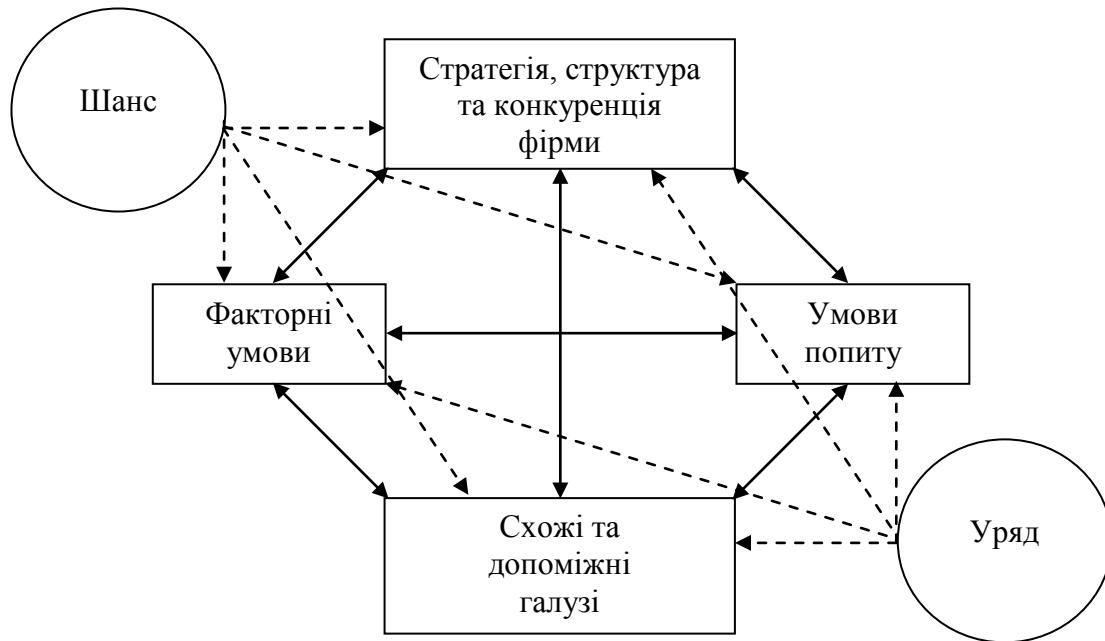 Шанс
Стратегія, структура
та конкуренція
фірми
Факторні
умови
Умови
попиту
Схожі та
допоміжні
галузі
Уряд